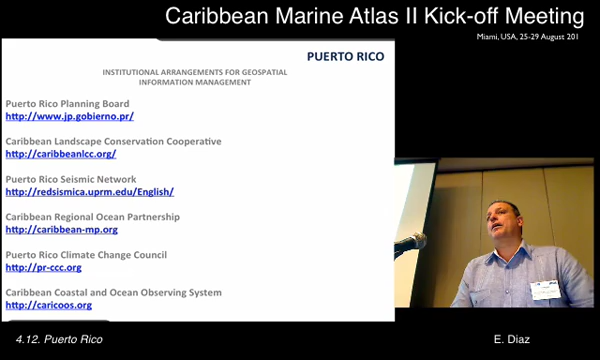 Caribbean Marine Atlas II Kick-off Meeting
Miami, USA, 25-29 August 201
PUERTO RICO
INSTITUTIONAL ARRANGEMENTS FOR GEOSPATIAL
INFORMATION MANAGEMENT
Puerto Rico Planning Board
http://www.jp.gobierno.pr/
Caribbean Landscape Conservation Cooperative
http://caribbeanlcc.org/
Puerto Rico Seismic Network
http://redsismica.uprm.edu/English/
Caribbean Regional Ocean Partnership
http://caribbean-mp.org
Puerto Rico Climate Change Council
http://pr-ccc.org
Caribbean Coastal and Ocean Observing System
http://caricoos.org
4.12. Puerto Rico
E. Diaz